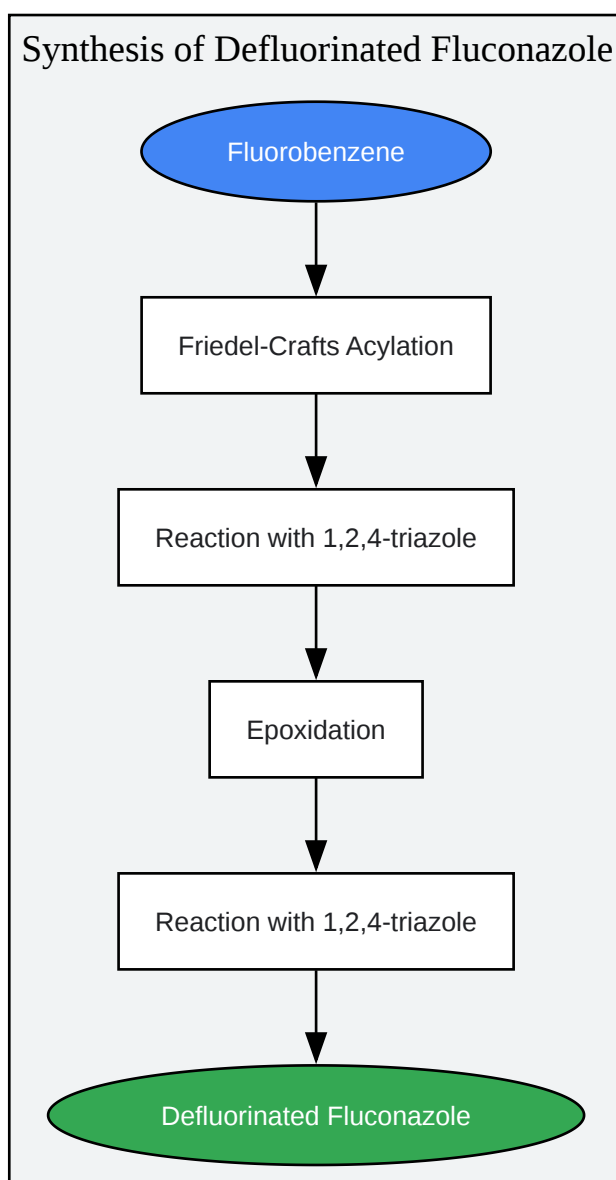 Synthesis of Defluorinated Fluconazole
Fluorobenzene
Friedel-Crafts Acylation
Reaction with 1,2,4-triazole
Epoxidation
Reaction with 1,2,4-triazole
Defluorinated Fluconazole